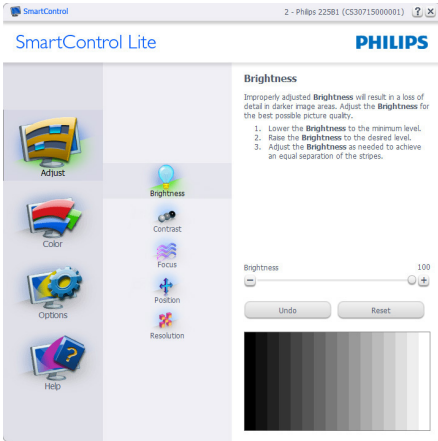 SmartControl
2 - Philips 225B1 (CS30715000001)
SmartControl Lite
PHILIPS
Adjust
Color
Options
Help
Brightness
Contrast
Focus
Position
Resolution
Brightness
Improperly adjusted Brightness will result in a loss of
detail in darker image areas. Adjust the Brightness for
the best possible picture quality.
1. Lower the Brightness to the minimum level.
2. Raise the Brightness to the desired level.
3. Adjust the Brightness as needed to achieve
an equal separation of the stripes.
Brightness 100
Undo
Reset